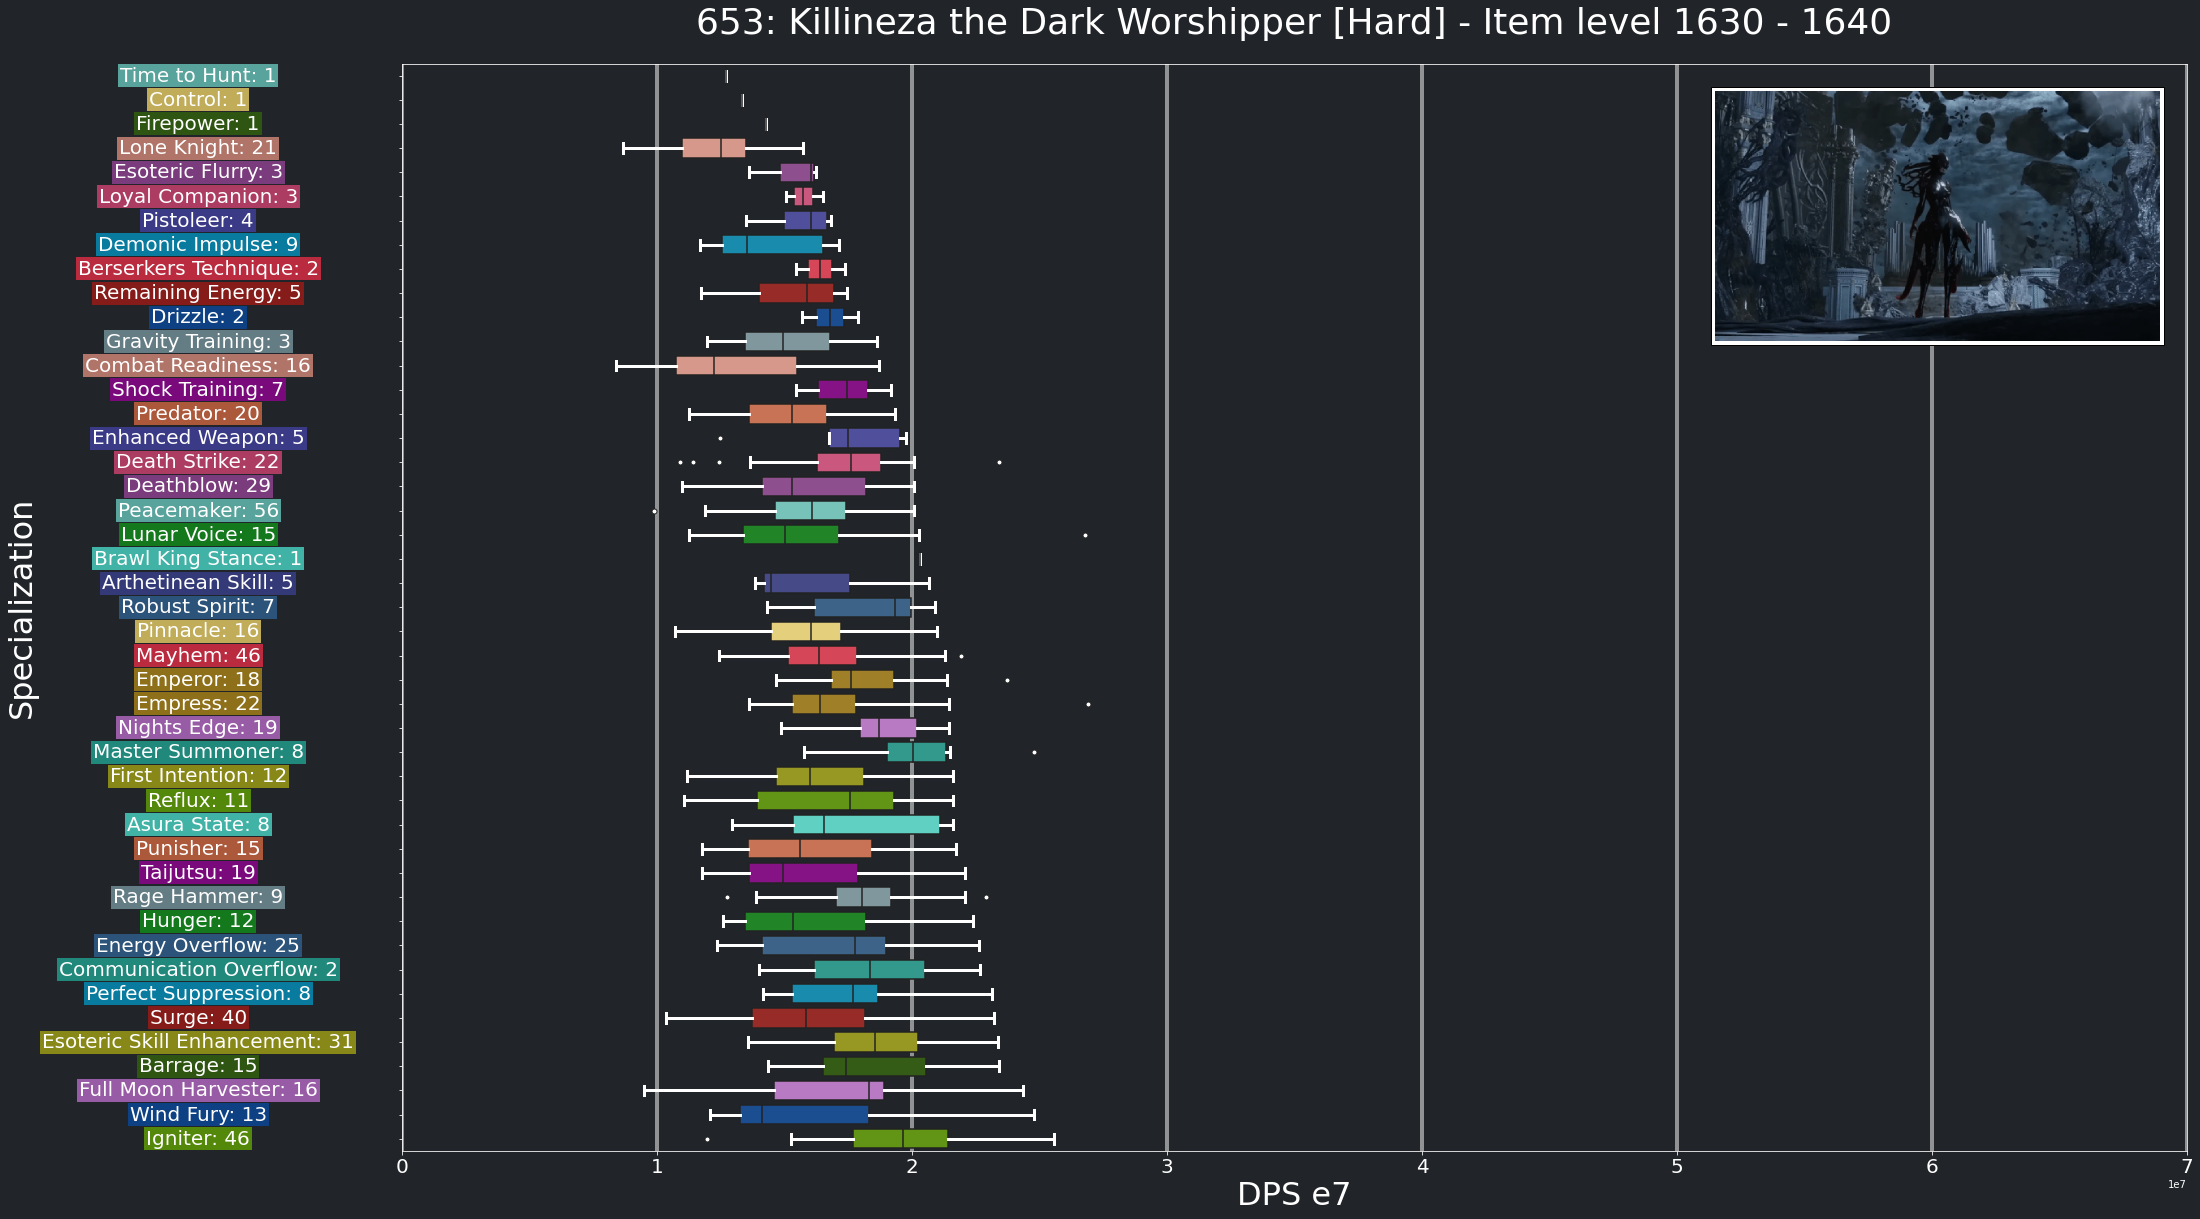 653: Killineza the Dark Worshipper [Hard] - Item level 1630 - 1640
Specialization
Time to Hunt: 1
Control: 1
Firepower: 1
Lone Knight: 21
Esoteric Flurry: 3
Loyal Companion: 3
Pistoleer: 4
Demonic Impulse: 9
Berserkers Technique: 2
Remaining Energy: 5
Drizzle: 2
Gravity Training: 3
Combat Readiness: 16
Shock Training: 7
Predator: 20
Enhanced Weapon: 5
Death Strike: 22
Deathblow: 29
Peacemaker: 56
Lunar Voice: 15
Brawl King Stance: 1
Arthetinean Skill: 5
Robust Spirit: 7
Pinnacle: 16
Mayhem: 46
Emperor: 18
Empress: 22
Nights Edge: 19
Master Summoner: 8
First Intention: 12
Reflux: 11
Asura State: 8
Punisher: 15
Taijutsu: 19
Rage Hammer: 9
Hunger: 12
Energy Overflow: 25
Communication Overflow: 2
Perfect Suppression: 8
Surge: 40
Esoteric Skill Enhancement: 31
Barrage: 15
Full Moon Harvester: 16
Wind Fury: 13
Igniter: 46
0 1 2 3 4 5 6 7
1e7
DPS e7